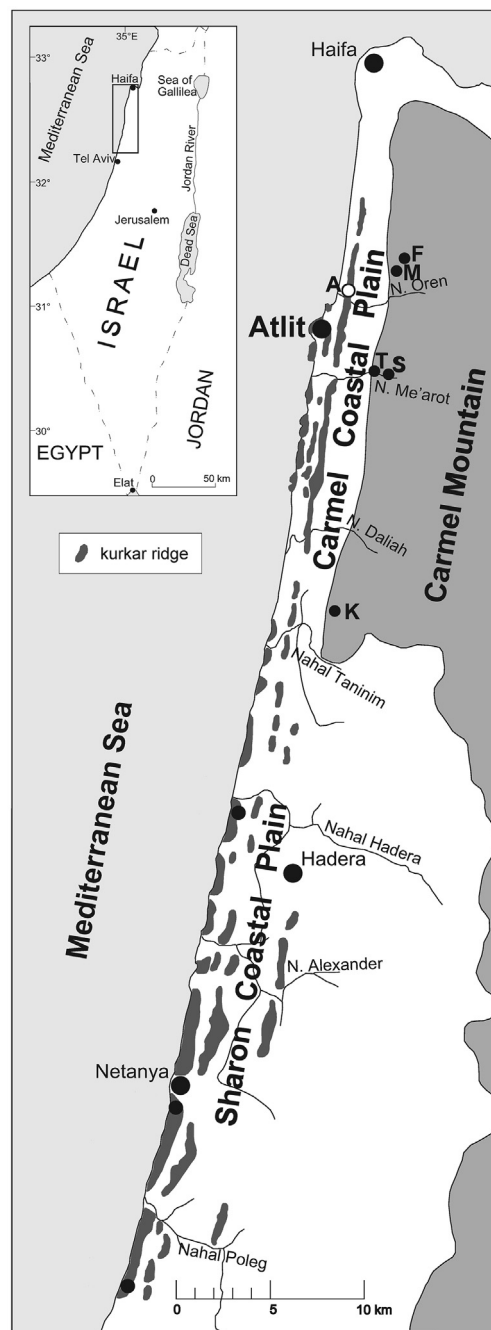 33°
35°E
Haifa
Sea of
Gallilea
Mediterranean Sea
Tel Aviv
32°
Jordan River
Jerusalem
Dead Sea
ISRAEL
31°
JORDAN
30°
EGYPT
Elat
0 50 km
kurkar ridge
Haifa
F
M
N. Oren
A
Atlit
T S
N. Me'arot
Carmel Coastal Plain
Carmel Mountain
N. Daliah
K
Nahal Taninim
Mediterranean Sea
Nahal Hadera
Hadera
N. Alexander
Sharon Coastal Plain
Netanya
Nahal Poleg
0 5 10 km